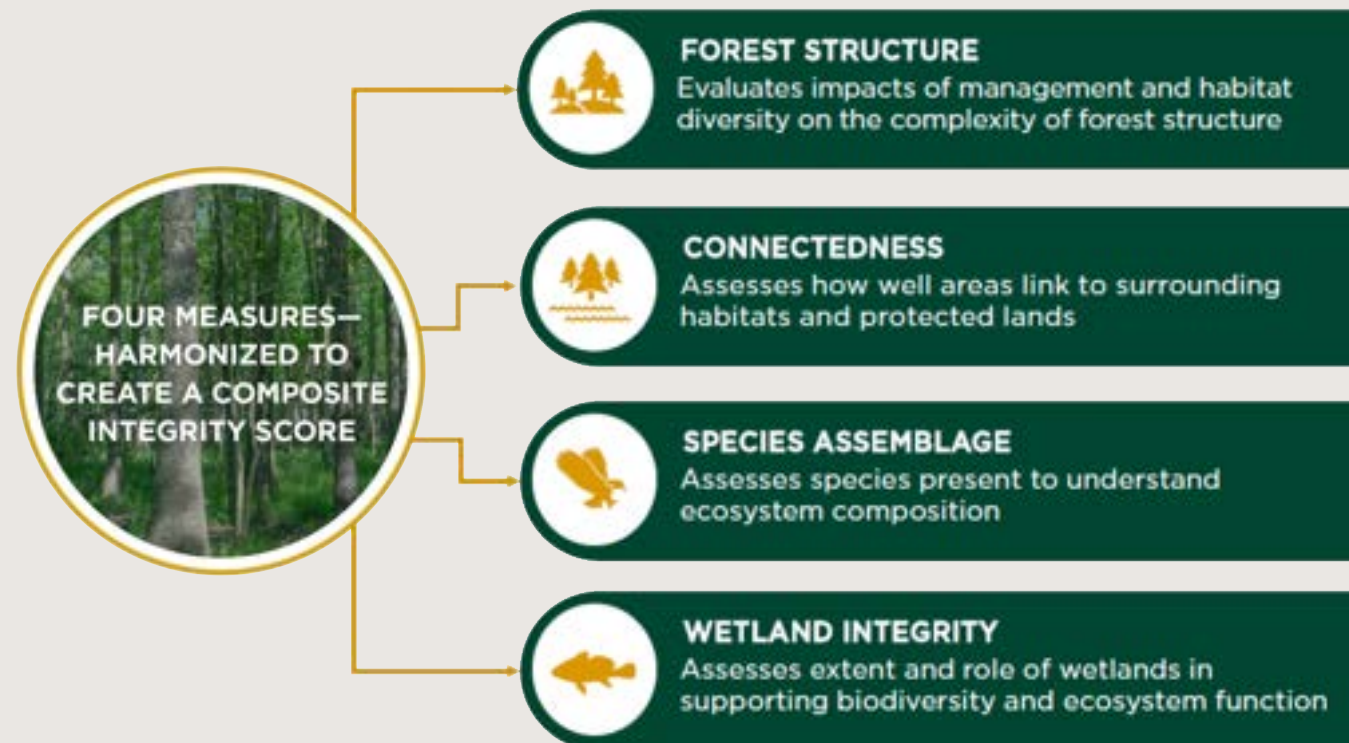 FOUR MEASURES—
HARMONIZED TO
CREATE A COMPOSITE
INTEGRITY SCORE
FOREST STRUCTURE
Evaluates impacts of management and habitat
diversity on the complexity of forest structure
CONNECTEDNESS
Assesses how well areas link to surrounding
habitats and protected lands
SPECIES ASSEMBLAGE
Assesses species present to understand
ecosystem composition
WETLAND INTEGRITY
Assesses extent and role of wetlands in
supporting biodiversity and ecosystem function